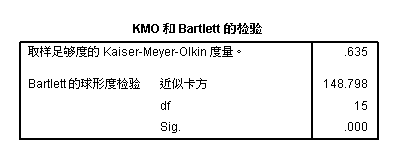 KMO 和 Bartlett 的检验
取样足够度的 Kaiser-Meyer-Olkin 度量。 .635
Bartlett 的球形度检验 近似卡方 148.798
df 15
Sig. .000